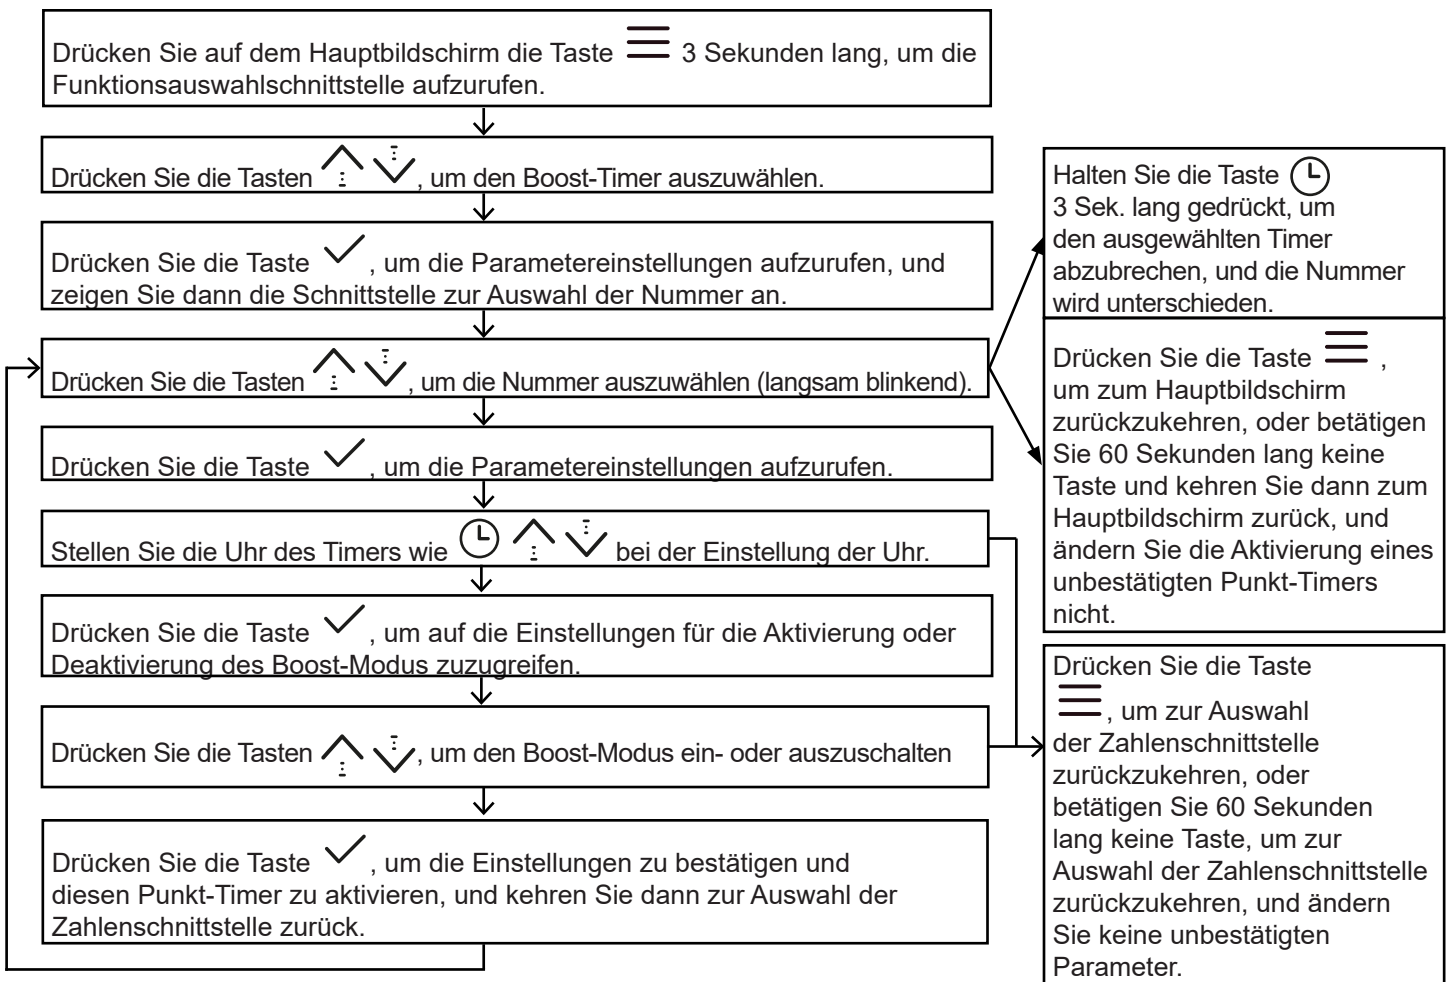 Drücken Sie auf dem Hauptbildschirm die Taste 3 Sekunden lang, um die
Funktionsauswahlschnittstelle aufzurufen.
Drücken Sie die Tasten , um den Boost-Timer auszuwählen.
Drücken Sie die Taste , um die Parametereinstellungen aufzurufen, und
zeigen Sie dann die Schnittstelle zur Auswahl der Nummer an.
Drücken Sie die Tasten , um die Nummer auszuwählen (langsam blinkend).
Drücken Sie die Taste , um die Parametereinstellungen aufzurufen.
Stellen Sie die Uhr des Timers wie bei der Einstellung der Uhr.
Drücken Sie die Taste , um auf die Einstellungen für die Aktivierung oder
Deaktivierung des Boost-Modus zuzugreifen.
Drücken Sie die Tasten , um den Boost-Modus ein- oder auszuschalten
Drücken Sie die Taste , um die Einstellungen zu bestätigen und
diesen Punkt-Timer zu aktivieren, und kehren Sie dann zur Auswahl der
Zahlenschnittstelle zurück.
Halten Sie die Taste
3 Sek. lang gedrückt, um
den ausgewählten Timer
abzubrechen, und die Nummer
wird unterschieden.
Drücken Sie die Taste ,
um zum Hauptbildschirm
zurückzukehren, oder betätigen
Sie 60 Sekunden lang keine
Taste und kehren Sie dann zum
Hauptbildschirm zurück, und
ändern Sie die Aktivierung eines
unbestätigten Punkt-Timers
nicht.
Drücken Sie die Taste
, um zur Auswahl
der Zahlenschnittstelle
zurückzukehren, oder
betätigen Sie 60 Sekunden
lang keine Taste, um zur
Auswahl der Zahlenschnittstelle
zurückzukehren, und ändern
Sie keine unbestätigten
Parameter.